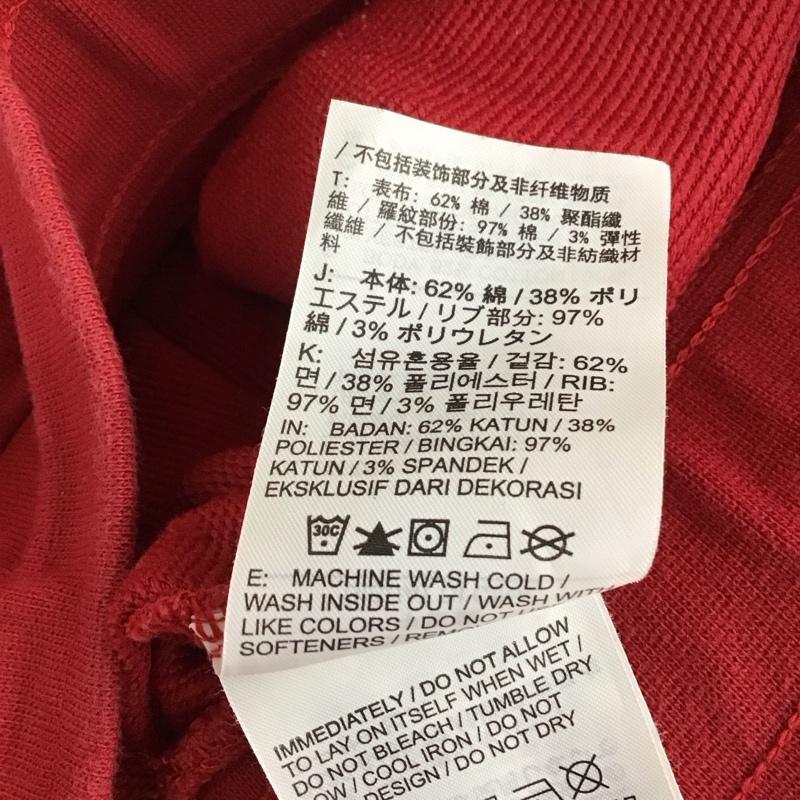 / 不包括装饰部分及非纤维物质
T: 表布: 62% 棉 / 38% 聚酯纖
維 / 羅紋部份: 97% 棉 / 3% 彈性
纖維 / 不包括裝飾部分及非紡織材
料
J: 本体: 62% 綿 / 38% ポリ
エステル / リブ部分: 97%
綿 / 3% ポリウレタン
K: 섬유혼용율 / 겉감: 62%
면 / 38% 폴리에스터 / RIB:
97% 면 / 3% 폴리우레탄
IN: BADAN: 62% KATUN / 38%
POLIESTER / BINGKAI: 97%
KATUN / 3% SPANDEK /
EKSKLUSIF DARI DEKORASI
30C
E: MACHINE WASH COLD /
WASH INSIDE OUT / WASH WITH
LIKE COLORS / DO NOT
SOFTENERS / REMOVE
IMMEDIATELY / DO NOT ALLOW
TO LAY ON ITSELF WHEN WET /
DO NOT BLEACH / TUMBLE DRY
/ COOL IRON / DO NOT
DESIGN / DO NOT DRY